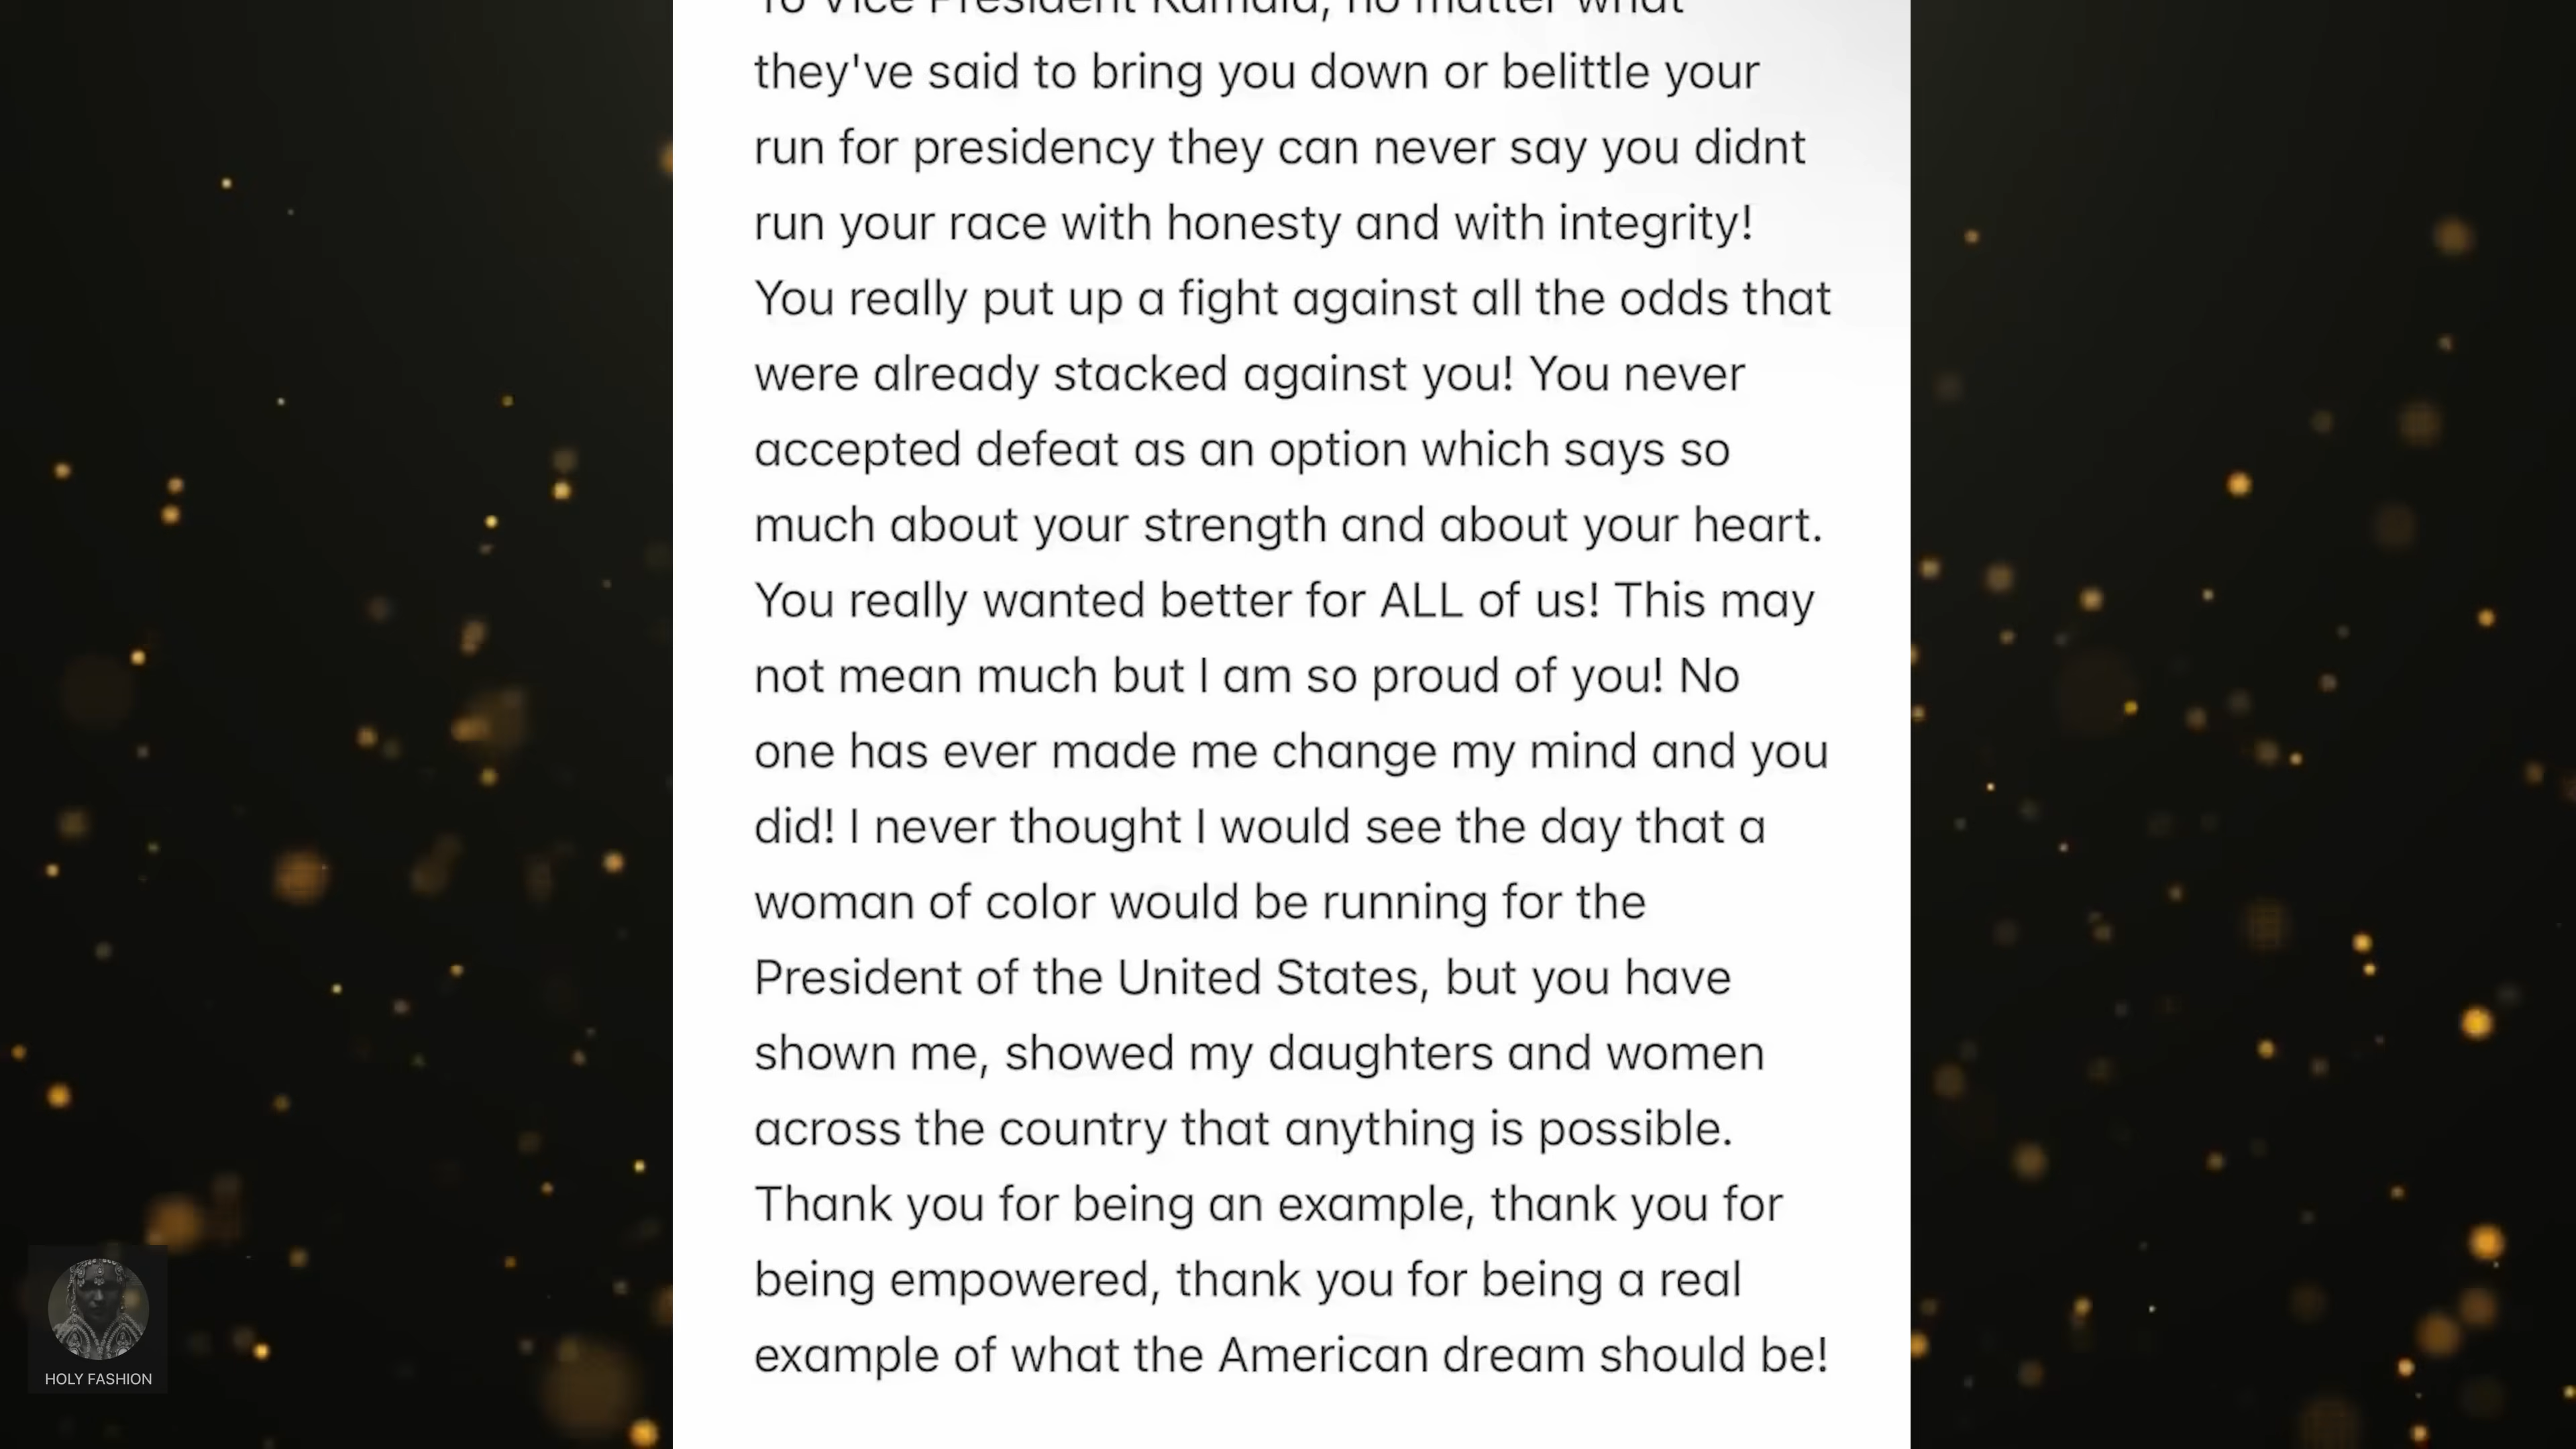 To Vice President Kamala, no matter what
they've said to bring you down or belittle your
run for presidency they can never say you didnt
run your race with honesty and with integrity!
You really put up a fight against all the odds that
were already stacked against you! You never
accepted defeat as an option which says so
much about your strength and about your heart.
You really wanted better for ALL of us! This may
not mean much but I am so proud of you! No
one has ever made me change my mind and you
did! I never thought I would see the day that a
woman of color would be running for the
President of the United States, but you have
shown me, showed my daughters and women
across the country that anything is possible.
Thank you for being an example, thank you for
being empowered, thank you for being a real
example of what the American dream should be!
HOLY FASHION